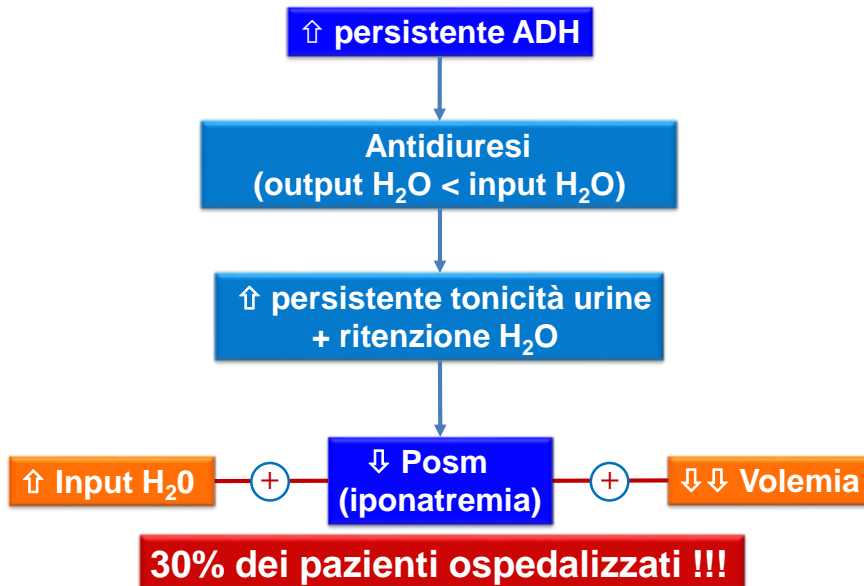 ⇧ persistente ADH
Antidiuresi
(output H₂O < input H₂O)
⇧ persistente tonicità urine
+ ritenzione H₂O
⇧ Input H₂0
+
⇩ Posm
(iponatremia)
+
⇩⇩ Volemia
30% dei pazienti ospedalizzati !!!